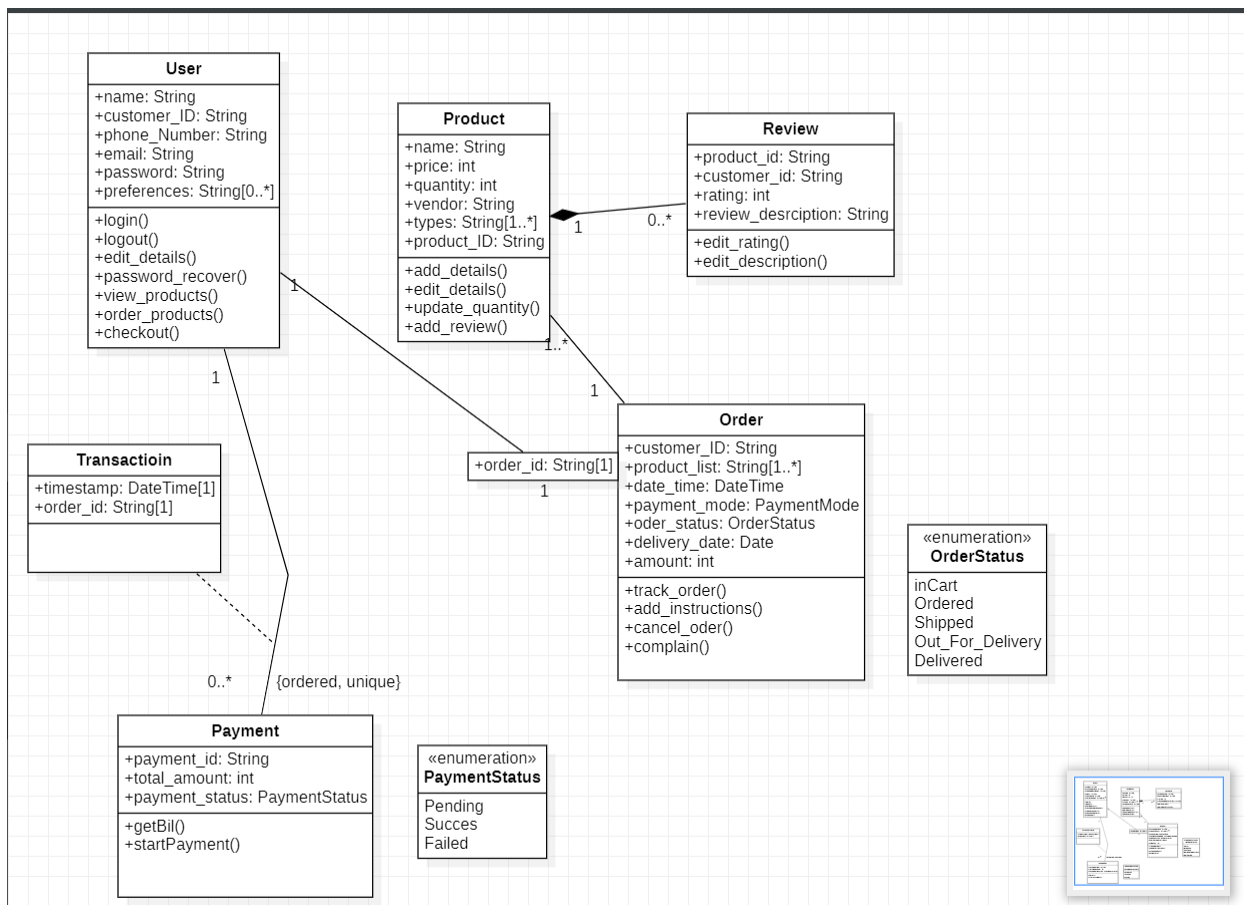 User
+name: String
+customer_ID: String
+phone_Number: String
+email: String
+password: String
+preferences: String[0..*]
+login()
+logout()
+edit_details()
+password_recover()
+view_products()
+order_products()
+checkout()
1
1
Product
+name: String
+price: int
+quantity: int
+vendor: String
+types: String[1..*]
+product_ID: String
+add_details()
+edit_details()
+update_quantity()
+add_review()
1
0..*
1..*
1
Review
+product_id: String
+customer_id: String
+rating: int
+review_desrciption: String
+edit_rating()
+edit_description()
Order
+order_id: String[1]
1
+customer_ID: String
+product_list: String[1..*]
+date_time: DateTime
+payment_mode: PaymentMode
+oder_status: OrderStatus
+delivery_date: Date
+amount: int
+track_order()
+add_instructions()
+cancel_oder()
+complain()
«enumeration»
OrderStatus
inCart
Ordered
Shipped
Out_For_Delivery
Delivered
Transactioin
+timestamp: DateTime[1]
+order_id: String[1]
0..*
{ordered, unique}
Payment
+payment_id: String
+total_amount: int
+payment_status: PaymentStatus
+getBil()
+startPayment()
«enumeration»
PaymentStatus
Pending
Succes
Failed